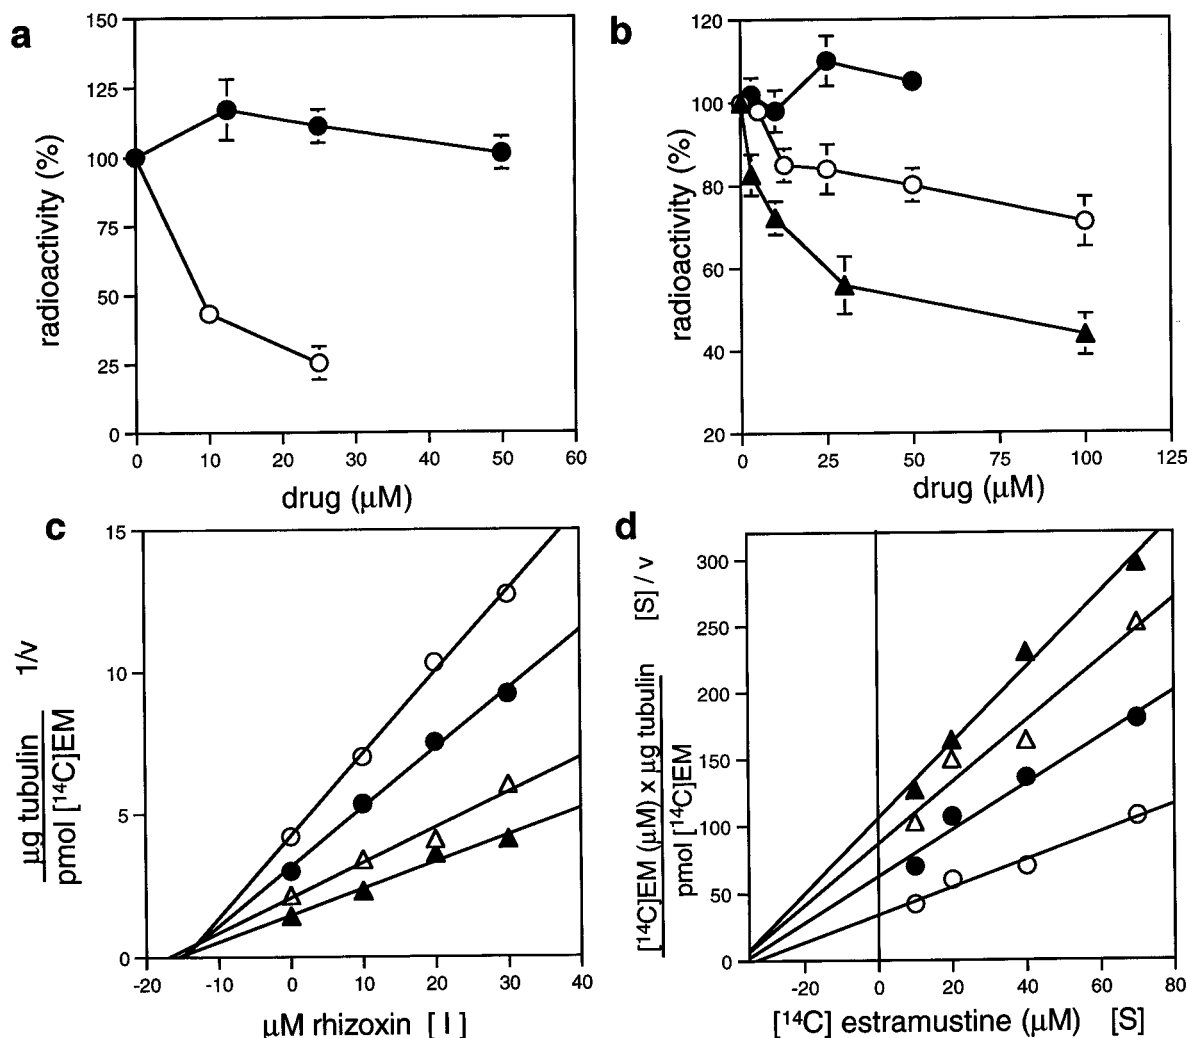 a
150
125
100
75
50
25
0
radioactivity (%)
0 10 20 30 40 50 60
drug (μM)
b
120
100
80
60
40
20
radioactivity (%)
0 25 50 75 100 125
drug (μM)
c
15
10
5
0
μg tubulin 1/v
pmol [¹⁴C]EM
-20 -10 0 10 20 30 40
μM rhizoxin [ I ]
d
300
250
200
150
100
50
0
[¹⁴C]EM (μM) x μg tubulin [S] / v
pmol [¹⁴C]EM
-20 0 20 40 60 80
[¹⁴C] estramustine (μM) [S]